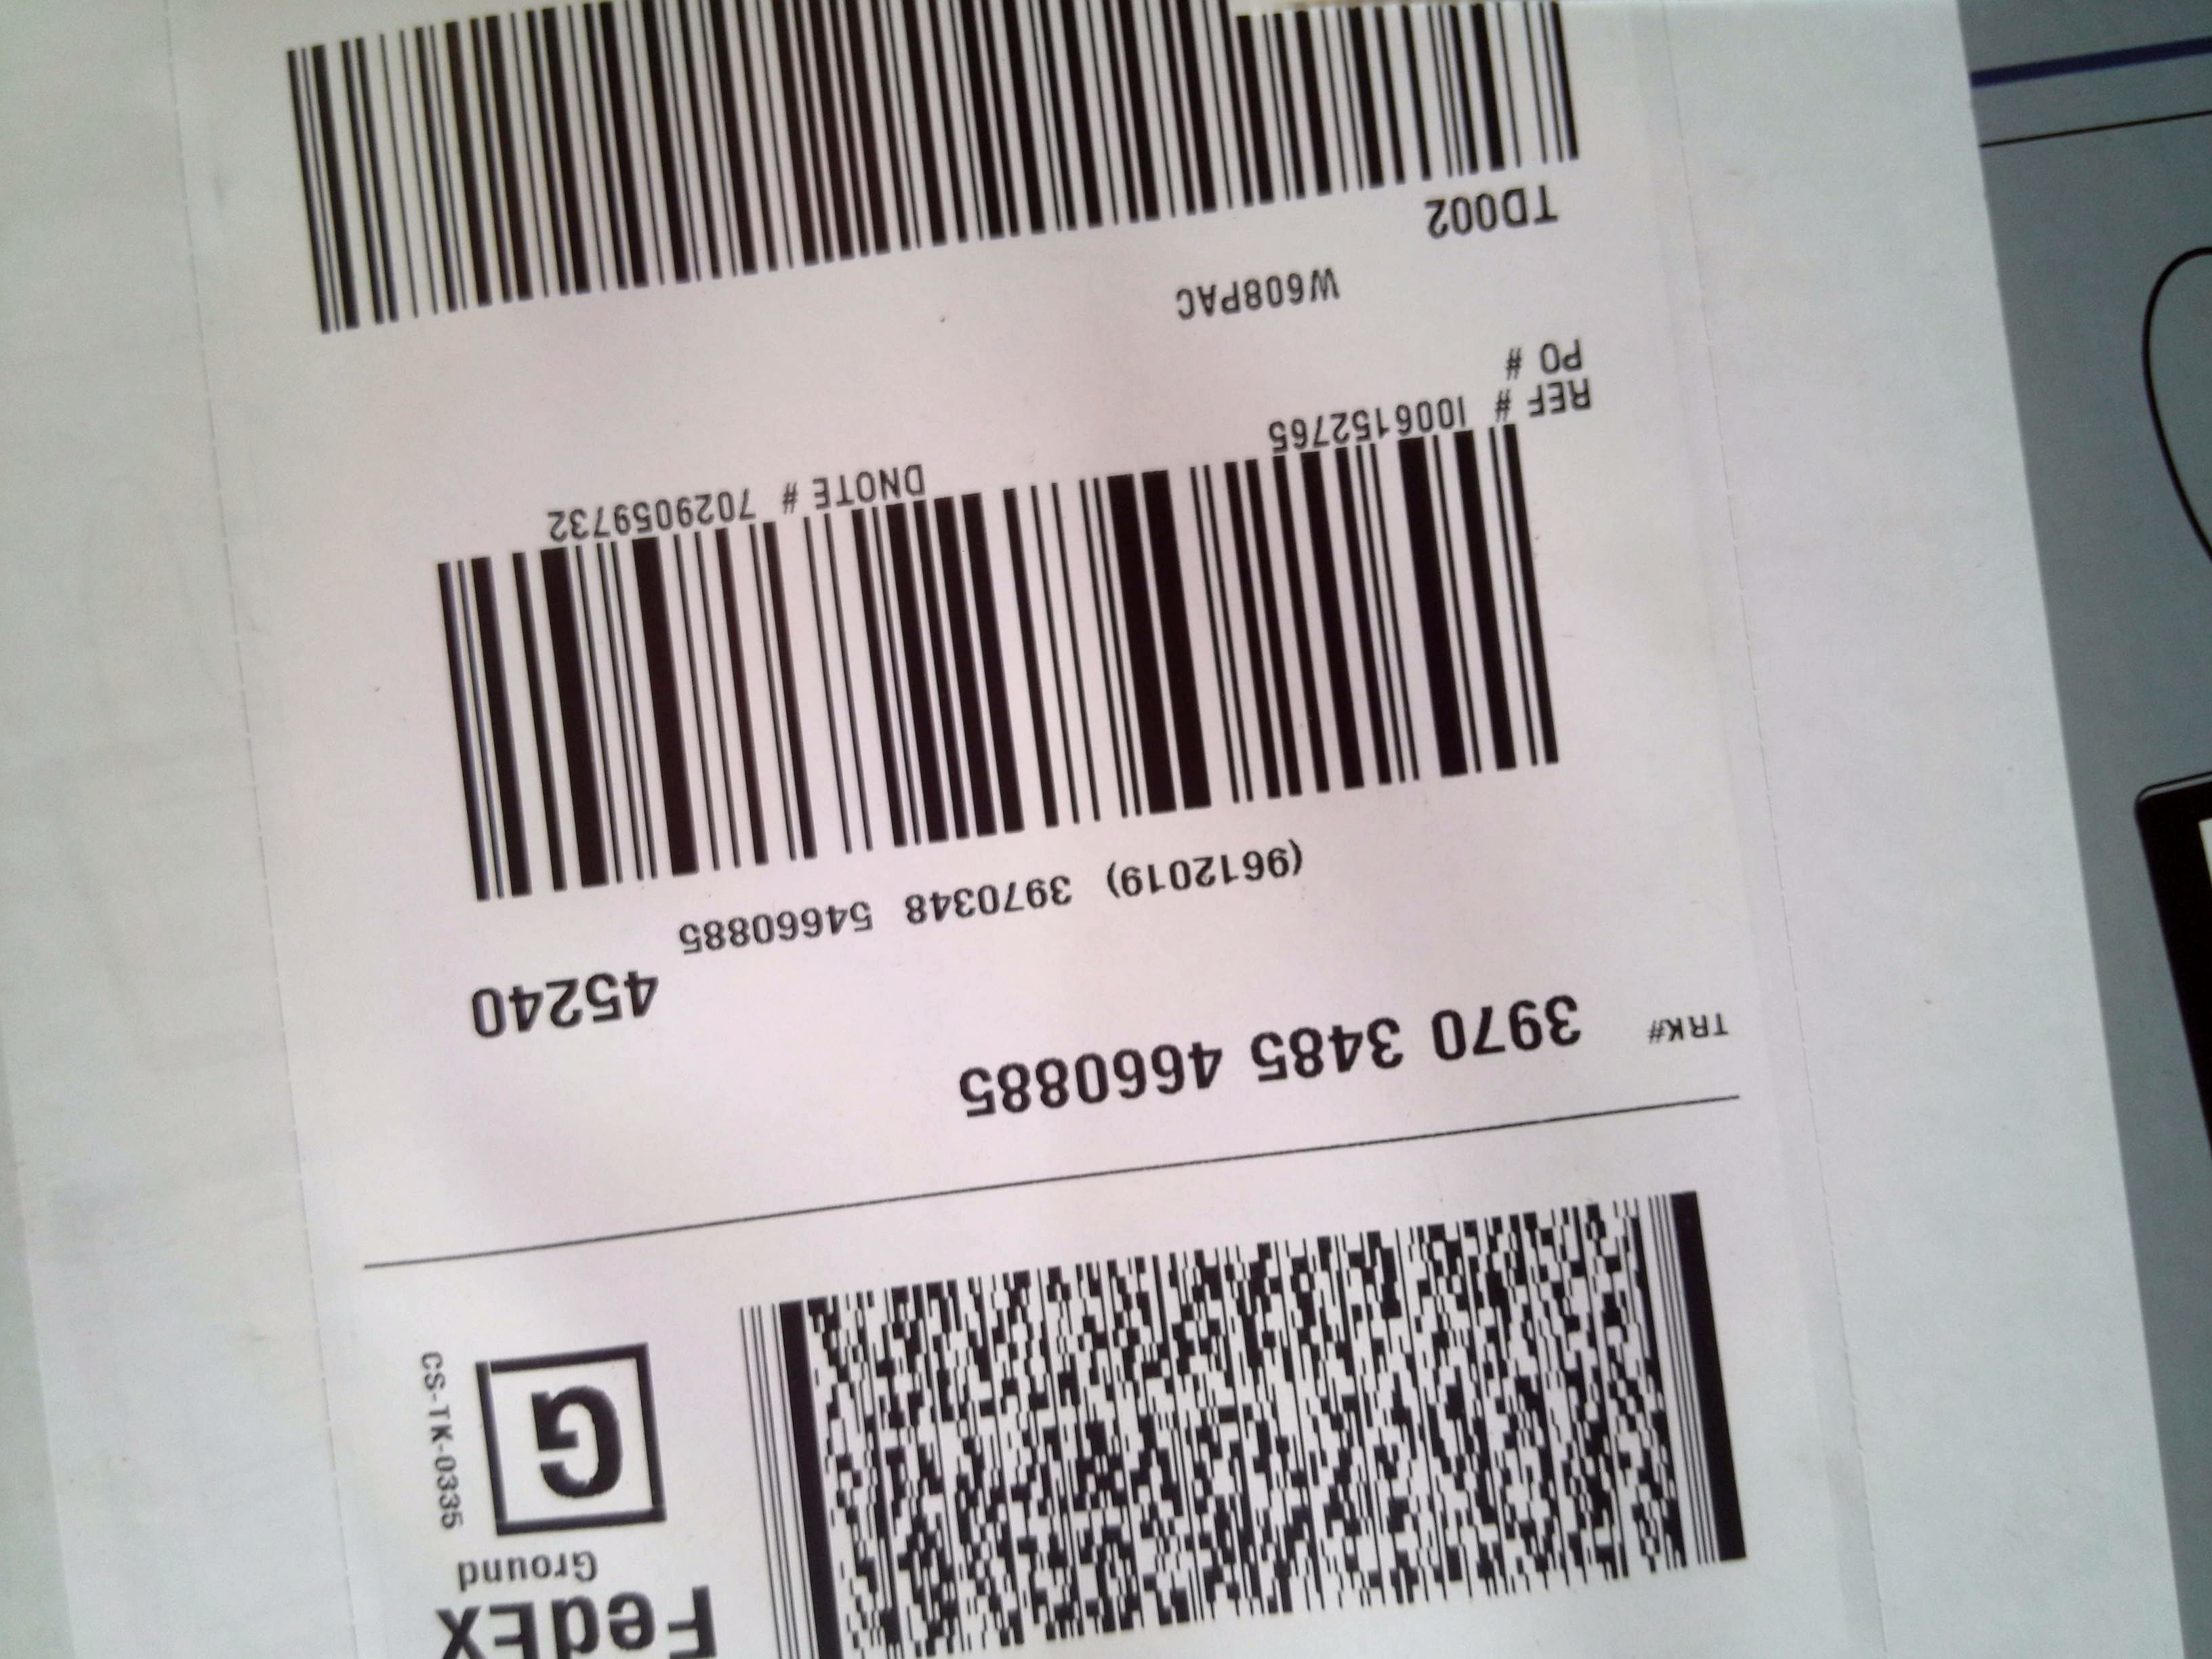 FedEx
Ground
G
CS-TK-0335
TRK# 3970 3485 4660885
45240
(9612019) 3970348 54660885
DNOTE # 7029059732
REF # I006152765
PO #
W608PAC
TD002